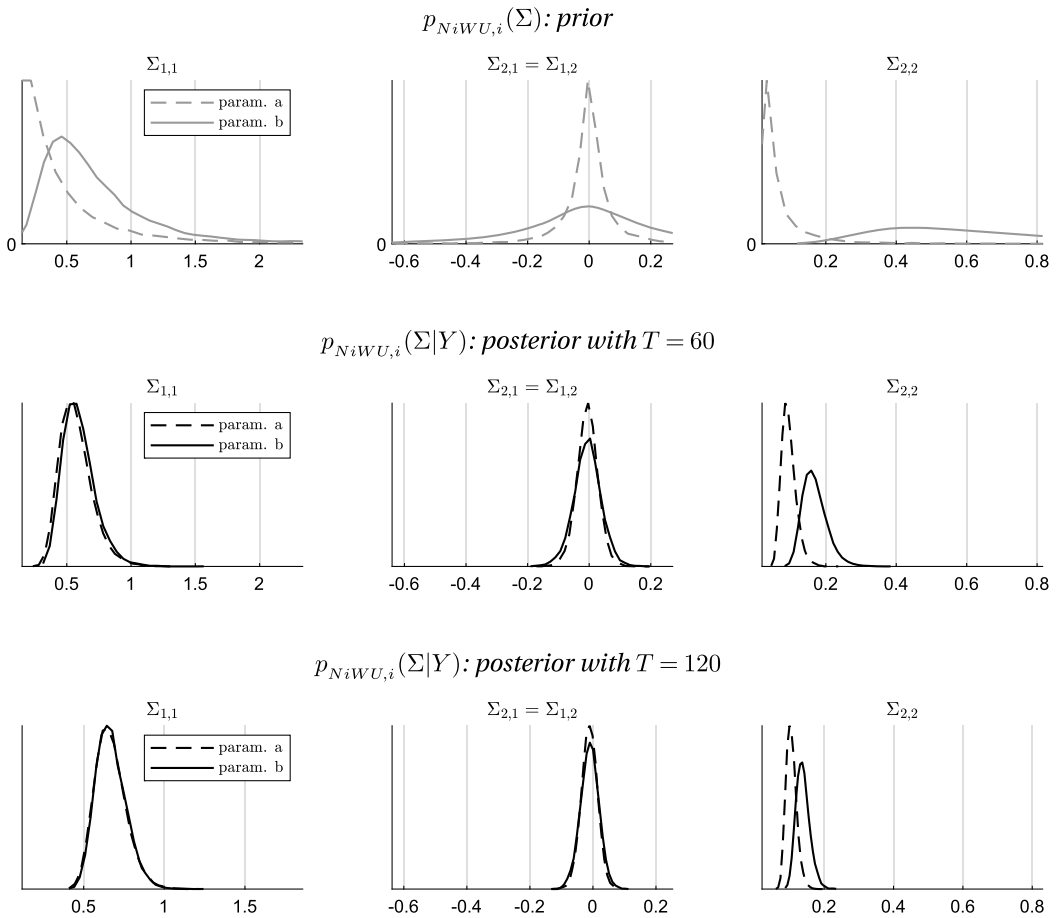 p_{NiWU,i}(Σ): prior
Σ_{1,1}
Σ_{2,1} = Σ_{1,2}
Σ_{2,2}
param. a
param. b
0
0.5 1 1.5 2
0
-0.6 -0.4 -0.2 0 0.2
0
0.2 0.4 0.6 0.8
p_{NiWU,i}(Σ|Y): posterior with T = 60
Σ_{1,1}
Σ_{2,1} = Σ_{1,2}
Σ_{2,2}
param. a
param. b
0.5 1 1.5 2
-0.6 -0.4 -0.2 0 0.2
0.2 0.4 0.6 0.8
p_{NiWU,i}(Σ|Y): posterior with T = 120
Σ_{1,1}
Σ_{2,1} = Σ_{1,2}
Σ_{2,2}
param. a
param. b
0.5 1 1.5
-0.6 -0.4 -0.2 0 0.2
0.2 0.4 0.6 0.8